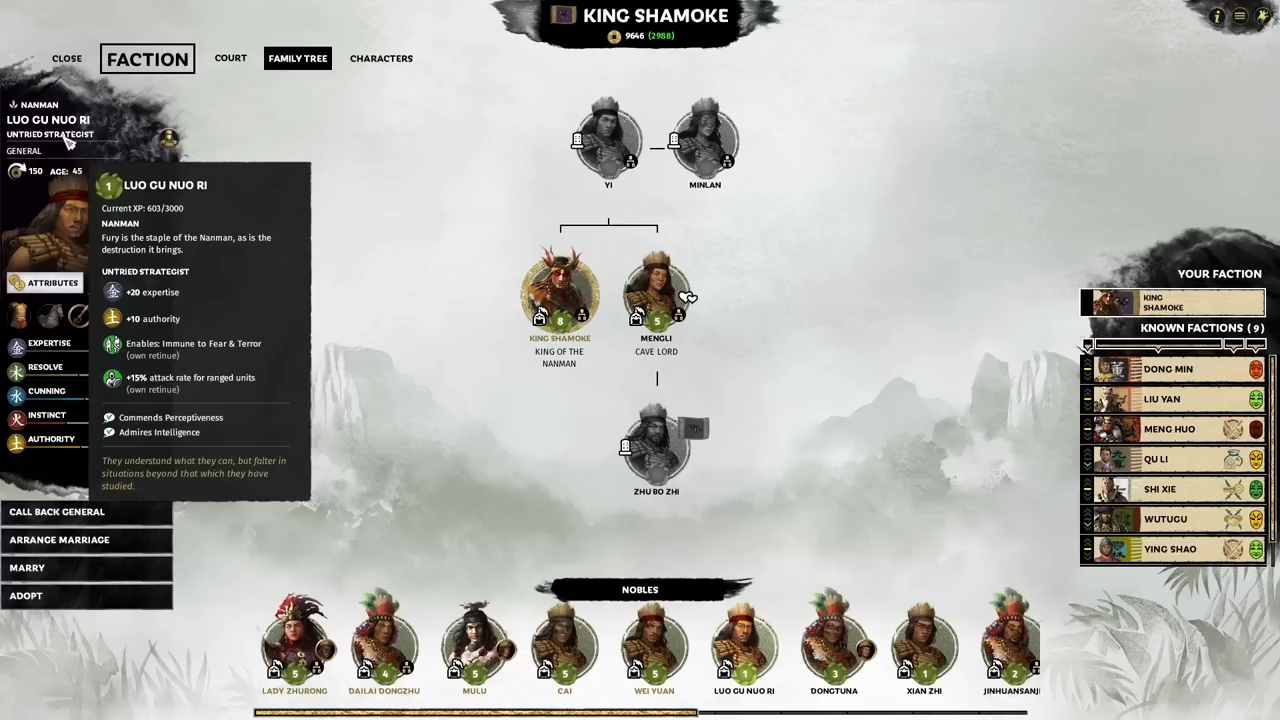 KING SHAMOKE
9646 (2988)
CLOSE
FACTION
COURT
FAMILY TREE
CHARACTERS
NANMAN
LUO GU NUO RI
UNTRIED STRATEGIST
GENERAL
150 AGE: 45
ATTRIBUTES
金 EXPERTISE
木 RESOLVE
水 CUNNING
火 INSTINCT
土 AUTHORITY
CALL BACK GENERAL
ARRANGE MARRIAGE
MARRY
ADOPT
1 LUO GU NUO RI
Current XP: 603/3000
NANMAN
Fury is the staple of the Nanman, as is the
destruction it brings.
UNTRIED STRATEGIST
金 +20 expertise
土 +10 authority
Enables: Immune to Fear & Terror
(own retinue)
+15% attack rate for ranged units
(own retinue)
Commends Perceptiveness
Admires Intelligence
They understand what they can, but falter in
situations beyond that which they have
studied.
YI
MINLAN
8
KING SHAMOKE
KING OF THE
NANMAN
5
MENGLI
CAVE LORD
ZHU BO ZHI
YOUR FACTION
KING
SHAMOKE
KNOWN FACTIONS (9)
DONG MIN
LIU YAN
MENG HUO
QU LI
SHI XIE
WUTUGU
YING SHAO
NOBLES
5
LADY ZHURONG
4
DAILAI DONGZHU
5
MULU
5
CAI
5
WEI YUAN
1
LUO GU NUO RI
3
DONGTUNA
1
XIAN ZHI
2
JINHUANSANJI